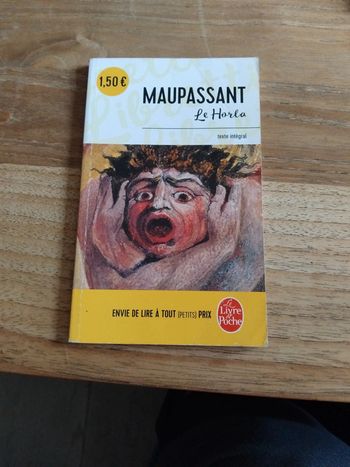 1,50 €
MAUPASSANT
Le Horla
texte intégral
ENVIE DE LIRE À TOUT (PETITS) PRIX
Le
Livre
de
Poche